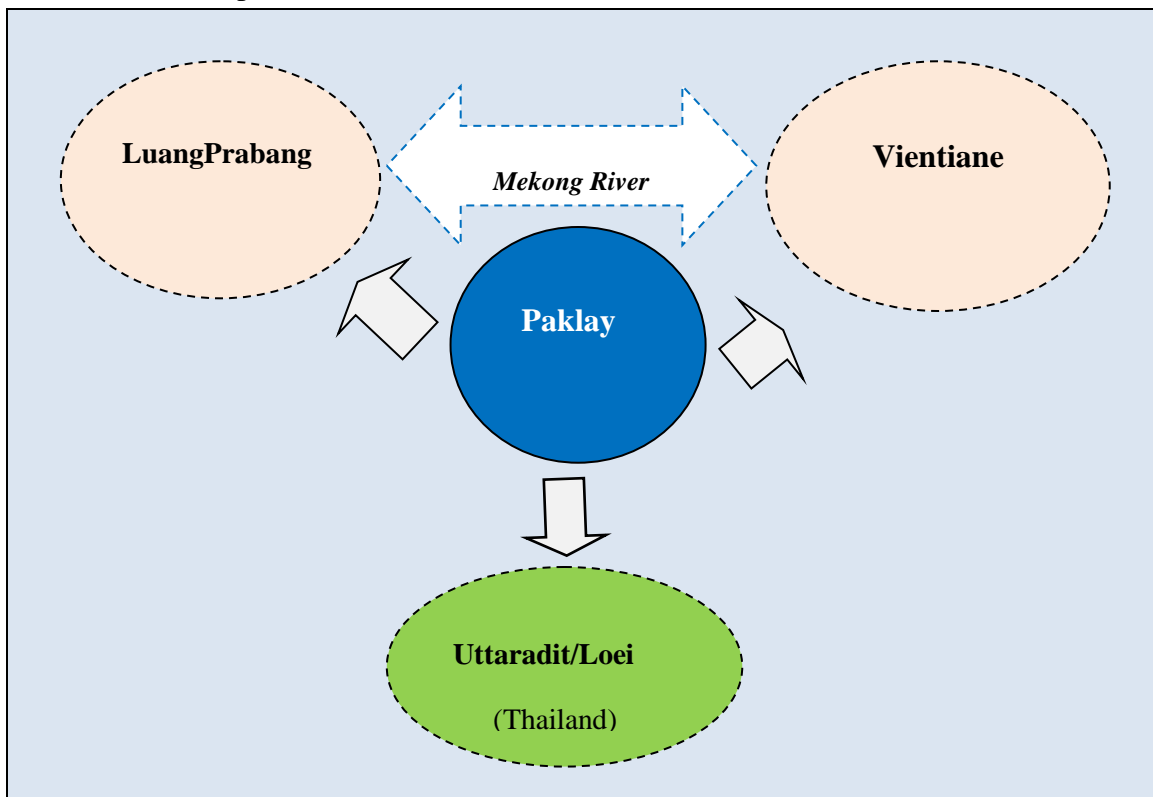 LuangPrabang
Vientiane
Mekong River
Paklay
Uttaradit/Loei
(Thailand)